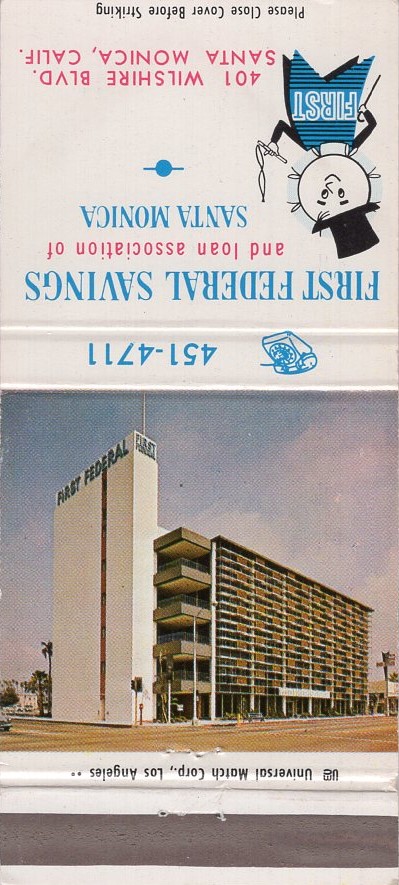 Please Close Cover Before Striking
401 WILSHIRE BLVD.
SANTA MONICA, CALIF.
FIRST
FIRST FEDERAL SAVINGS
and loan association of
SANTA MONICA
451-4711
FIRST FEDERAL
FIRST
FEDERAL
Universal Match Corp., Los Angeles